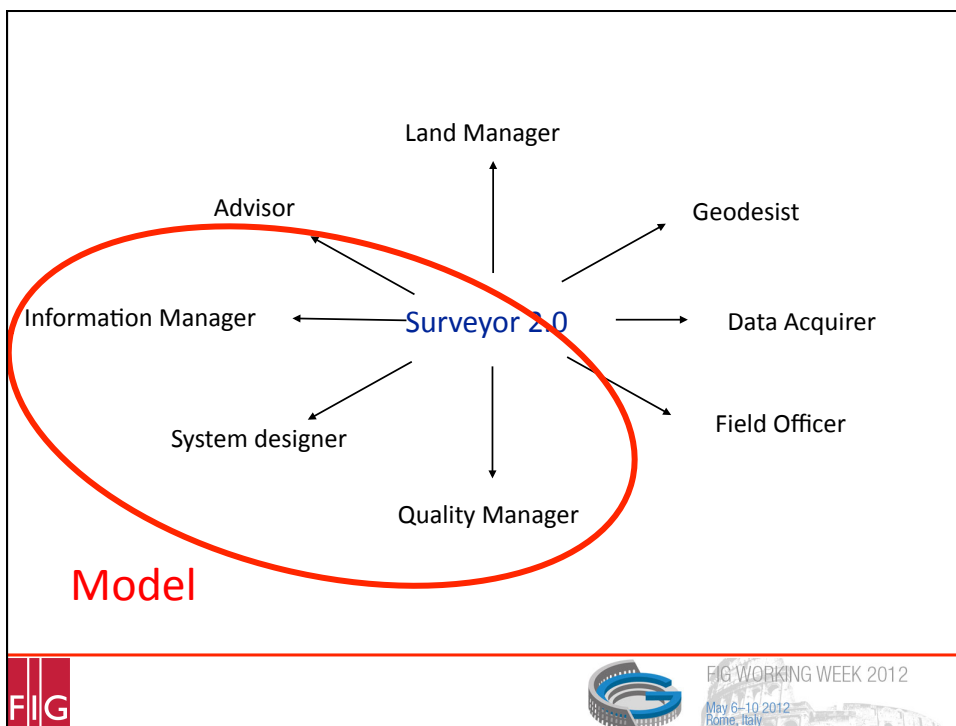 Land Manager
Advisor
Geodesist
Information Manager
Surveyor 2.0
Data Acquirer
System designer
Field Officer
Quality Manager
Model
FIG
FIG WORKING WEEK 2012
May 6–10 2012
Rome, Italy